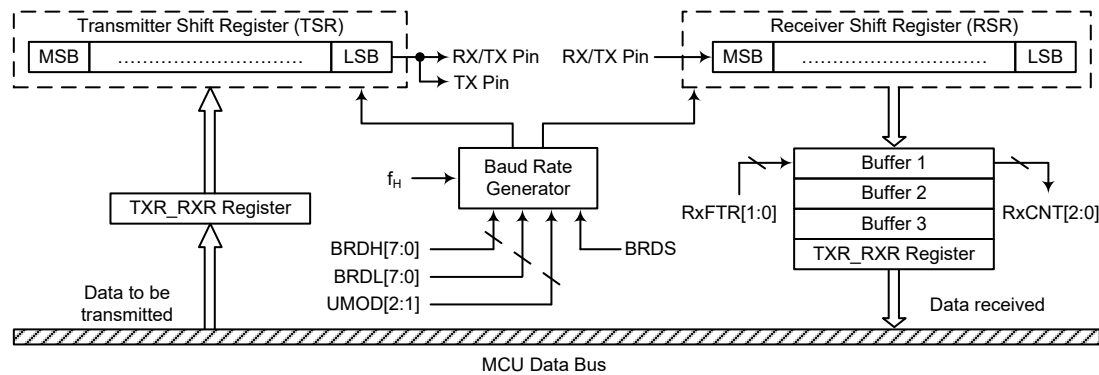 Transmitter Shift Register (TSR)
MSB
..............................
LSB
RX/TX Pin
TX Pin
RX/TX Pin
Receiver Shift Register (RSR)
MSB
..............................
LSB
fH
Baud Rate
Generator
TXR_RXR Register
BRDH[7:0]
BRDL[7:0]
UMOD[2:1]
BRDS
RxFTR[1:0]
Buffer 1
Buffer 2
Buffer 3
TXR_RXR Register
RxCNT[2:0]
Data to be
transmitted
Data received
MCU Data Bus